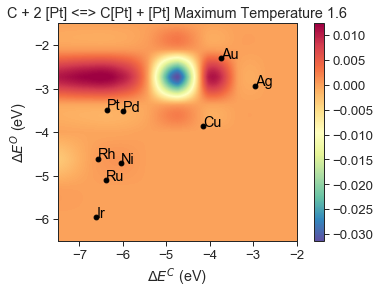 C + 2 [Pt] <=> C[Pt] + [Pt] Maximum Temperature 1.6
ΔE^O (eV)
−2
−3
−4
−5
−6
Au
Ag
Pt
Pd
Cu
Rh
Ni
Ru
Ir
−7
−6
−5
−4
−3
−2
ΔE^C (eV)
0.010
0.005
0.000
−0.005
−0.010
−0.015
−0.020
−0.025
−0.030